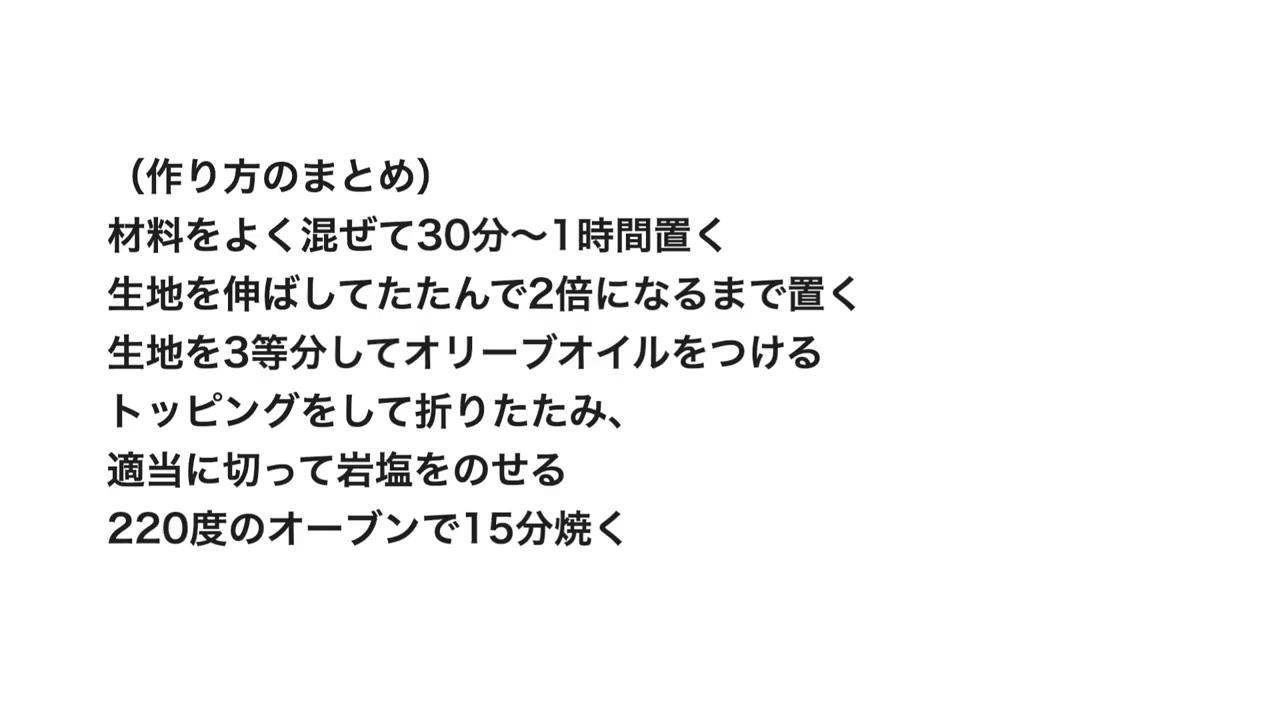 （作り方のまとめ）
材料をよく混ぜて30分〜1時間置く
生地を伸ばしてたたんで2倍になるまで置く
生地を3等分してオリーブオイルをつける
トッピングをして折りたたみ、
適当に切って岩塩をのせる
220度のオーブンで15分焼く